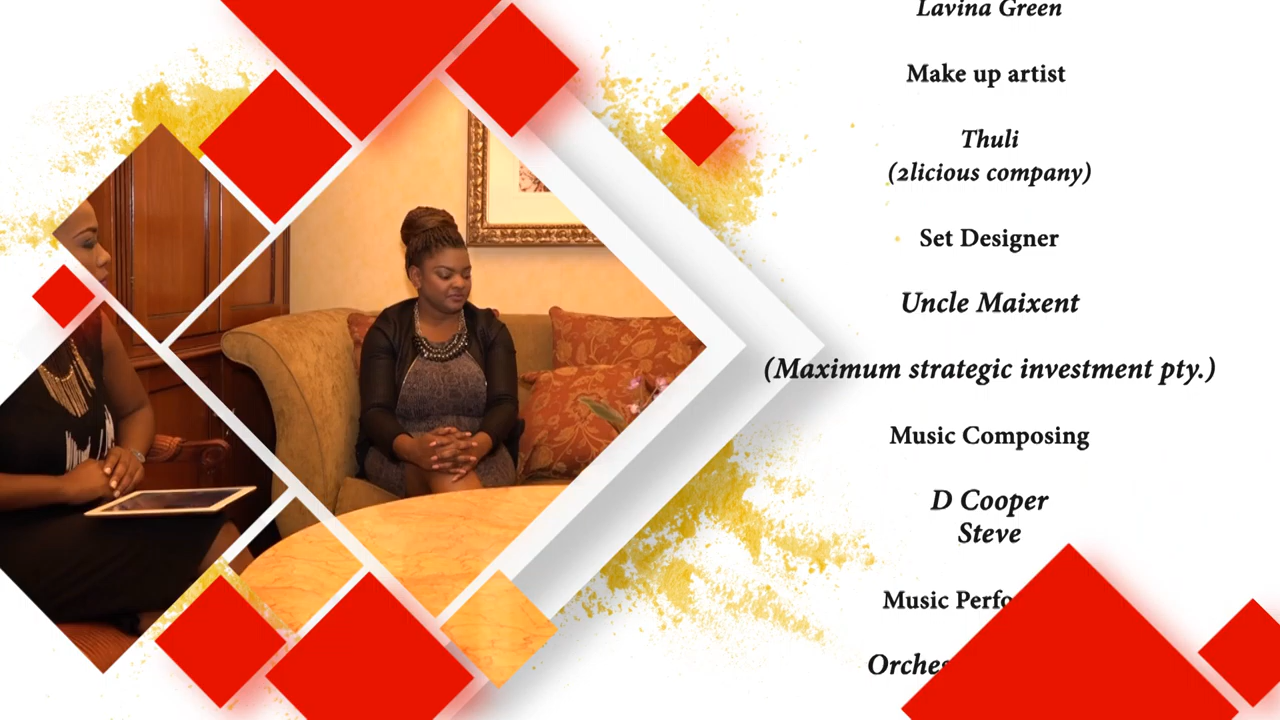 Lavina Green
Make up artist
Thuli
(2licious company)
Set Designer
Uncle Maixent
(Maximum strategic investment pty.)
Music Composing
D Cooper
Steve
Music